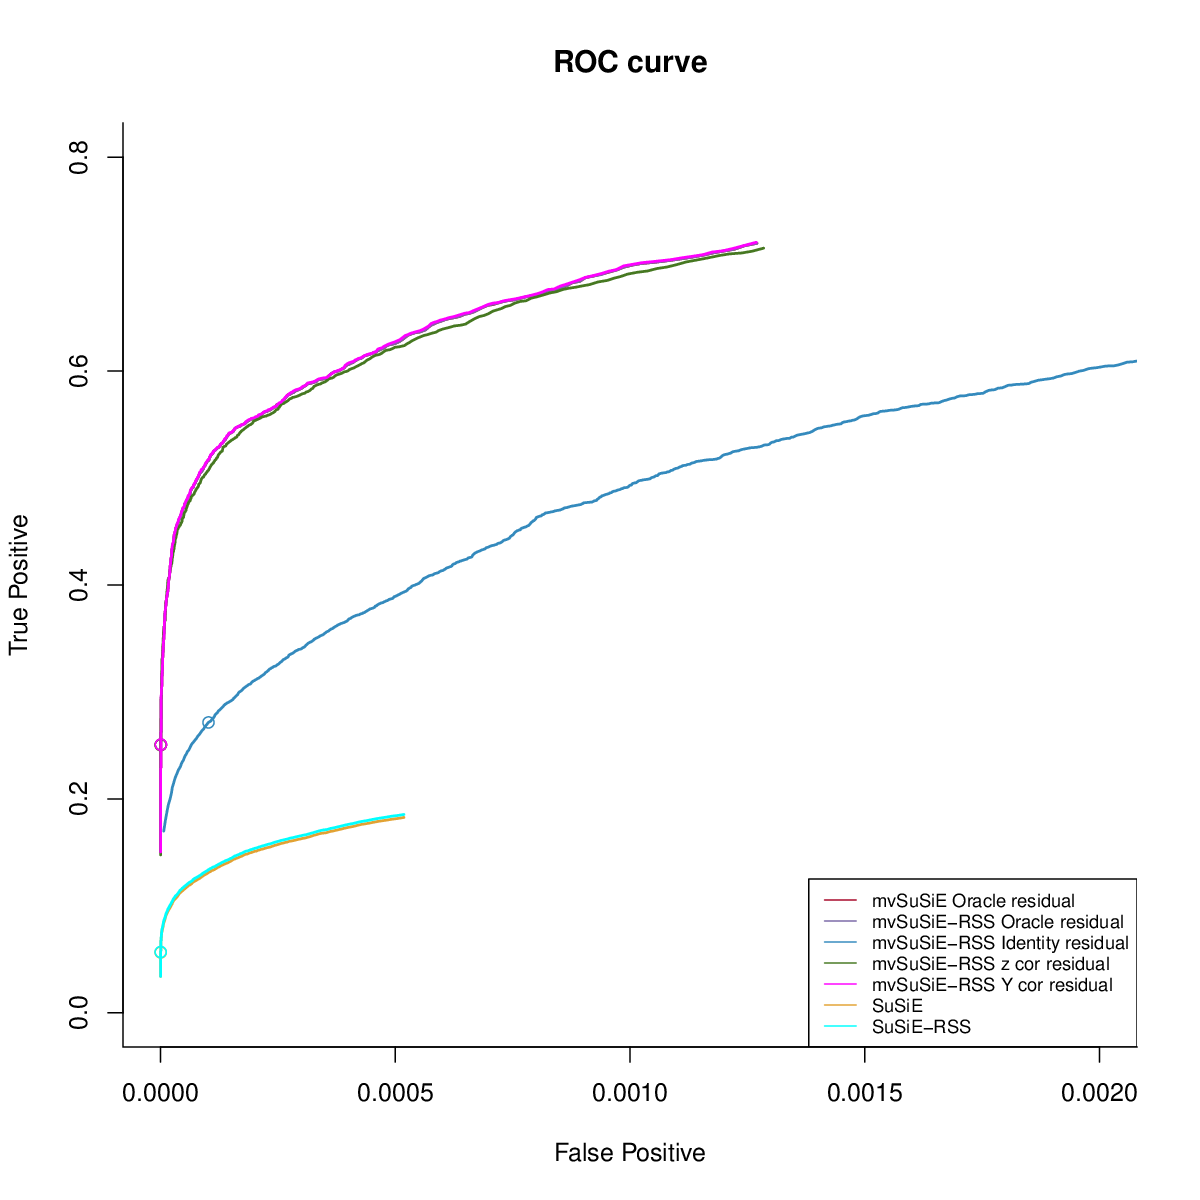 ROC curve
True Positive
0.8
0.6
0.4
0.2
0.0
mvSuSiE Oracle residual
mvSuSiE−RSS Oracle residual
mvSuSiE−RSS Identity residual
mvSuSiE−RSS z cor residual
mvSuSiE−RSS Y cor residual
SuSiE
SuSiE−RSS
0.0000 0.0005 0.0010 0.0015 0.0020
False Positive